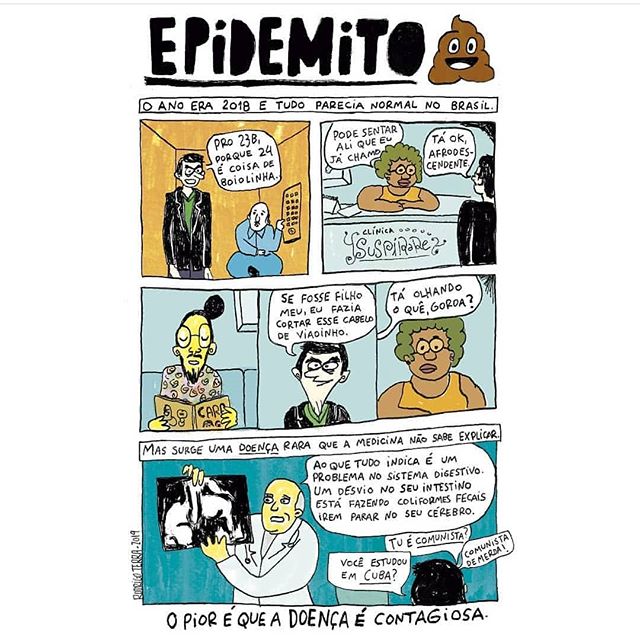 EPIDEMITO
O ANO ERA 2018 E TUDO PARECIA NORMAL NO BRASIL.
PRO 23B,
PORQUE 24
É COISA DE
BOIOLINHA.
PODE SENTAR
ALI QUE EU
JÁ CHAMO.
TÁ OK,
AFRODES-
CENDENTE.
CLÍNICA
SUSPIRARE
SE FOSSE FILHO
MEU, EU FAZIA
CORTAR ESSE CABELO
DE VIADINHO.
TÁ OLHANDO
O QUÊ, GORDA?
CARA
MAS SURGE UMA DOENÇA RARA QUE A MEDICINA NÃO SABE EXPLICAR.
AO QUE TUDO INDICA É UM
PROBLEMA NO SISTEMA DIGESTIVO.
UM DESVIO NO SEU INTESTINO
ESTÁ FAZENDO COLIFORMES FECAIS
IREM PARAR NO SEU CÉREBRO.
TU É COMUNISTA?
VOCÊ ESTUDOU
EM CUBA?
COMUNISTA
DE MERDA!
RODRIGO TERRA • 2019
O PIOR É QUE A DOENÇA É CONTAGIOSA.